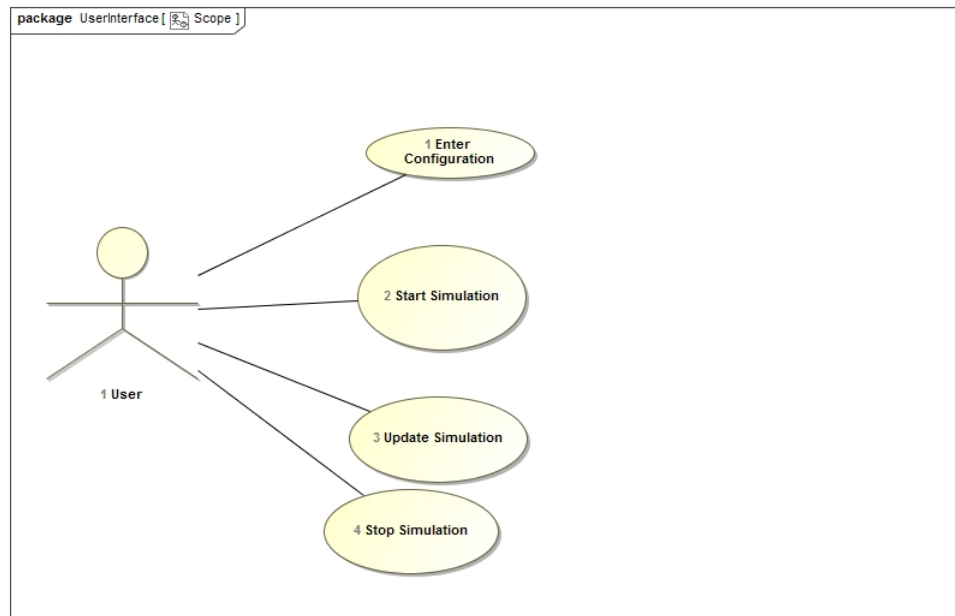 package UserInterface [ Scope ]
1 Enter
Configuration
2 Start Simulation
1 User
3 Update Simulation
4 Stop Simulation